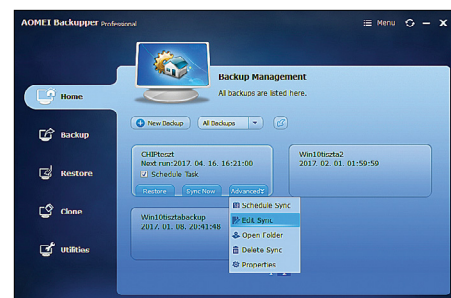 AOMEI Backupper Professional
Menu
Home
Backup
Restore
Clone
Utilities
Backup Management
All backups are listed here.
New Backup
All Backups
CHIPteszt
Next run:2017. 04. 16. 16:21:00
Schedule Task
Restore
Sync Now
Advanced
Win10tiszta2
2017. 02. 01. 01:59:59
Win10tisztabackup
2017. 01. 08. 20:41:48
Schedule Sync
Edit Sync
Open Folder
Delete Sync
Properties